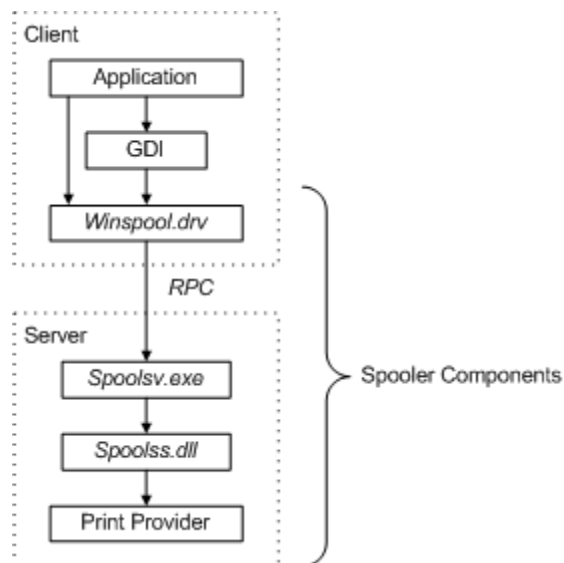 Client
Application
GDI
Winspool.drv
RPC
Server
Spoolsv.exe
Spoolss.dll
Print Provider
Spooler Components